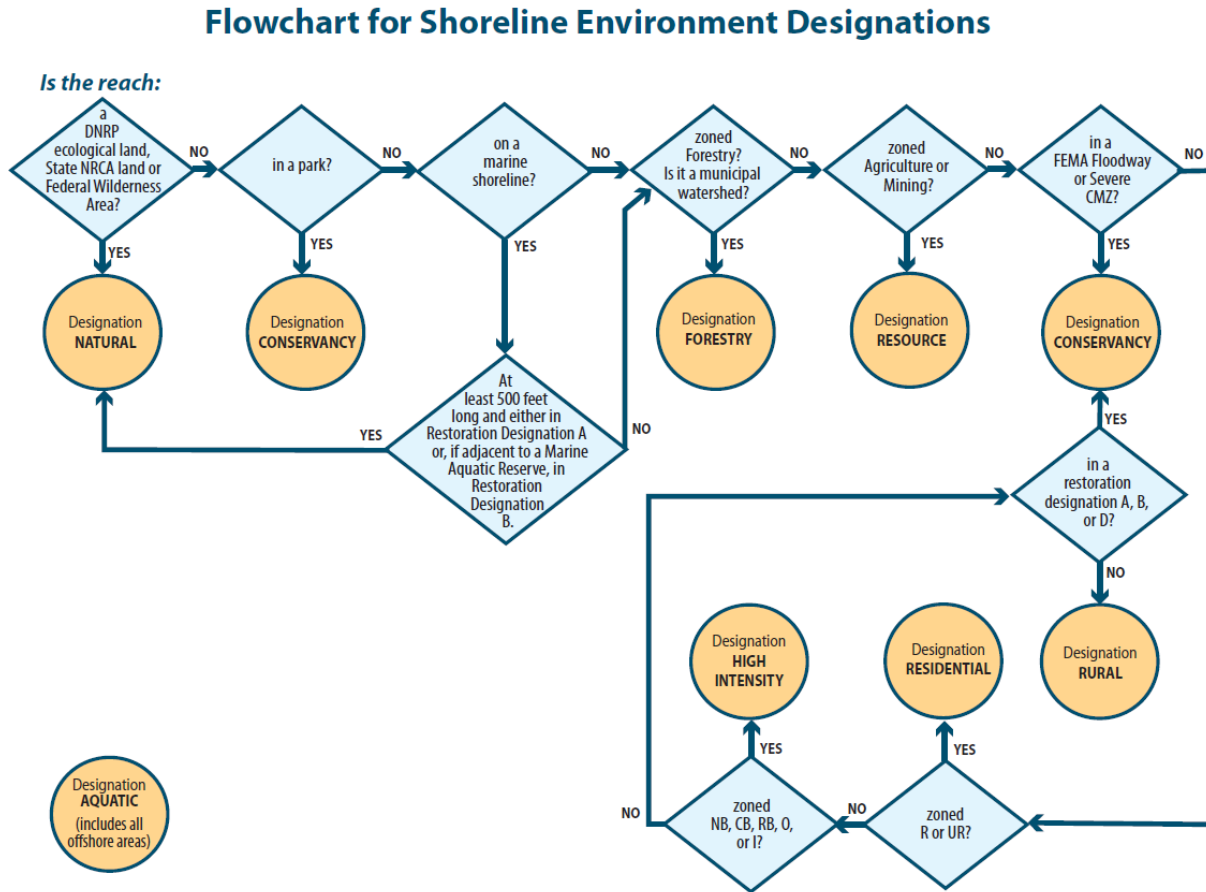 Flowchart for Shoreline Environment Designations
Is the reach:
a
DNRP
ecological land,
State NRCA land or
Federal Wilderness
Area?
NO
in a park?
NO
on a
marine
shoreline?
NO
zoned
Forestry?
Is it a municipal
watershed?
NO
zoned
Agriculture or
Mining?
NO
in a
FEMA Floodway
or Severe
CMZ?
NO
YES
YES
YES
YES
YES
YES
Designation
NATURAL
Designation
CONSERVANCY
Designation
FORESTRY
Designation
RESOURCE
Designation
CONSERVANCY
At
least 500 feet
long and either in
Restoration Designation A
or, if adjacent to a Marine
Aquatic Reserve, in
Restoration
Designation
B.
YES
NO
YES
in a
restoration
designation A, B,
or D?
NO
Designation
HIGH
INTENSITY
Designation
RESIDENTIAL
Designation
RURAL
YES
YES
Designation
AQUATIC
(includes all
offshore areas)
NO
zoned
NB, CB, RB, O,
or I?
NO
zoned
R or UR?